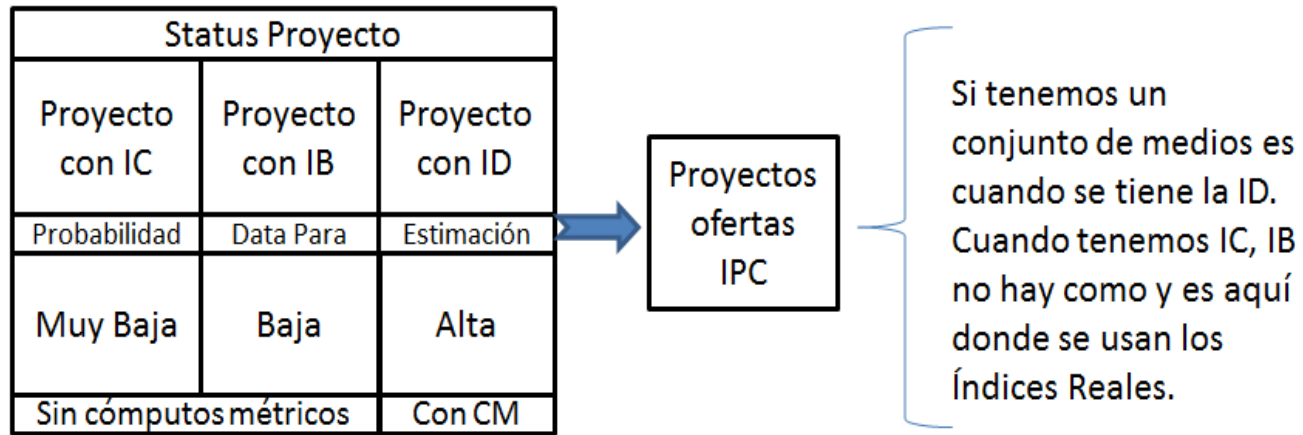 Status Proyecto
Proyecto
con IC
Proyecto
con IB
Proyecto
con ID
Probabilidad
Data Para
Estimación
Muy Baja
Baja
Alta
Sin cómputos métricos
Con CM
Proyectos
ofertas
IPC
Si tenemos un
conjunto de medios es
cuando se tiene la ID.
Cuando tenemos IC, IB
no hay como y es aquí
donde se usan los
Índices Reales.